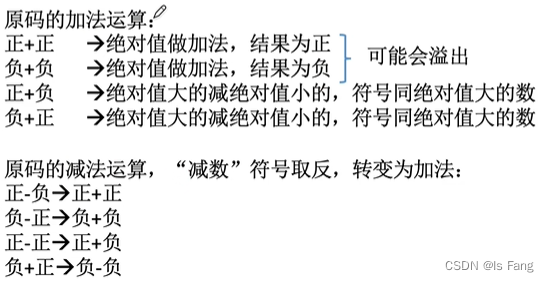 原码的加法运算：
正+正 →绝对值做加法，结果为正
负+负 →绝对值做加法，结果为负
可能会溢出
正+负 →绝对值大的减绝对值小的，符号同绝对值大的数
负+正 →绝对值大的减绝对值小的，符号同绝对值大的数
原码的减法运算，“减数”符号取反，转变为加法：
正-负→正+正
负-正→负+负
正-正→正+负
负+正→负-负
CSDN @Is Fang